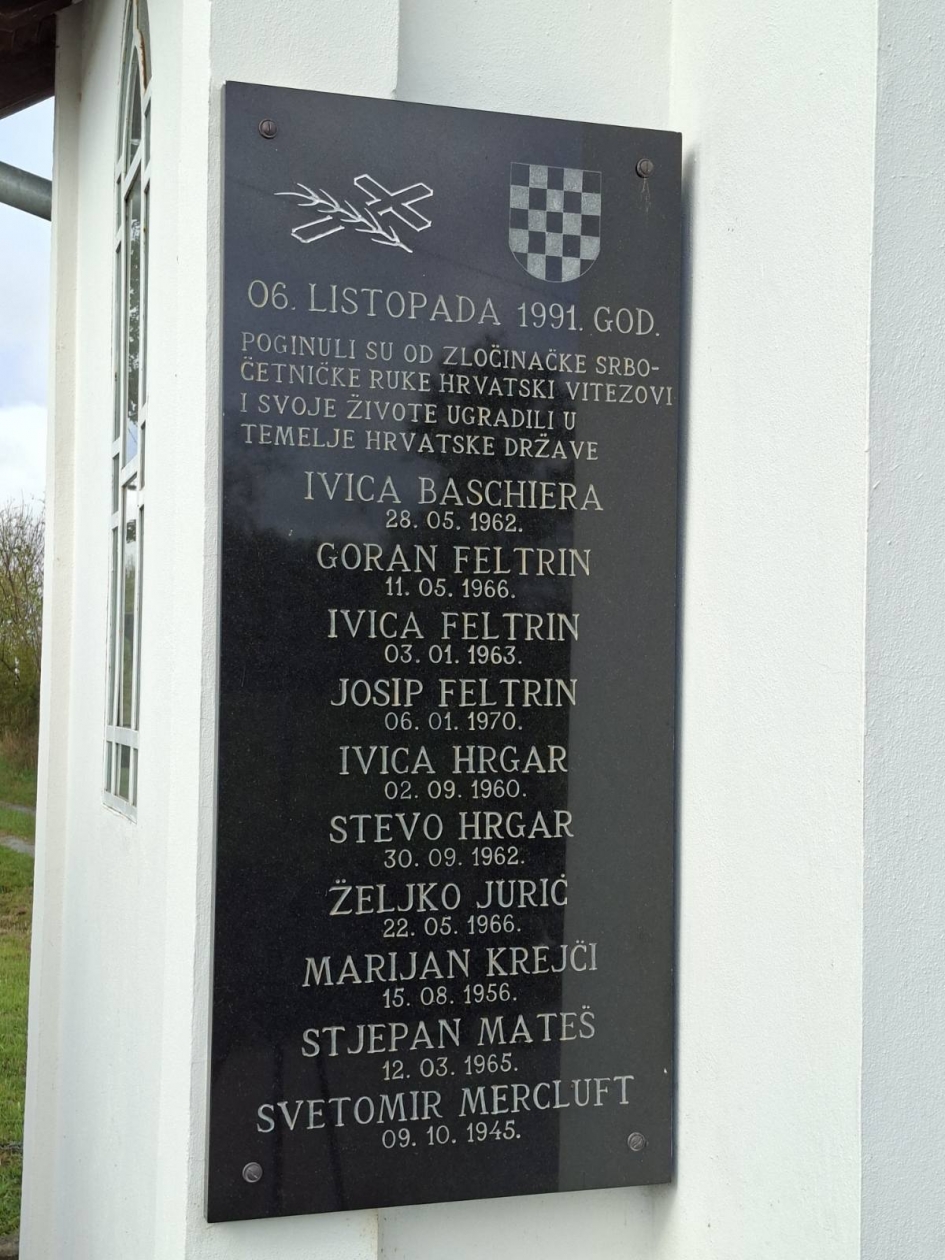 06. LISTOPADA 1991. GOD.
POGINULI SU OD ZLOČINAČKE SRBO-
ČETNIČKE RUKE HRVATSKI VITEZOVI
I SVOJE ŽIVOTE UGRADILI U
TEMELJE HRVATSKE DRŽAVE
IVICA BASCHIERA
28. 05. 1962.
GORAN FELTRIN
11. 05. 1966.
IVICA FELTRIN
03. 01. 1963.
JOSIP FELTRIN
06. 01. 1970.
IVICA HRGAR
02. 09. 1960.
STEVO HRGAR
30. 09. 1962.
ŽELJKO JURIĆ
22. 05. 1966.
MARIJAN KREJČI
15. 08. 1956.
STJEPAN MATEŠ
12. 03. 1965.
SVETOMIR MERCLUFT
09. 10. 1945.